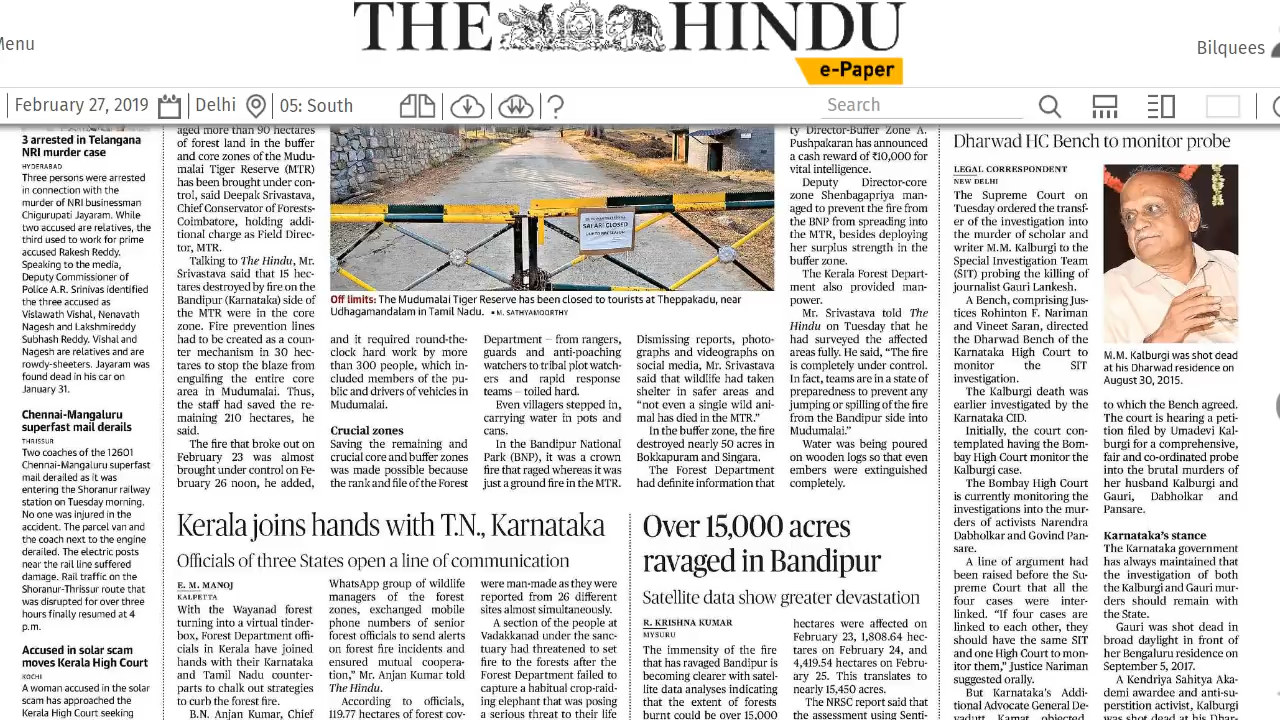 THE HINDU
e-Paper
Menu
Bilquees
February 27, 2019
Delhi
05: South
?
Search
3 arrested in Telangana
NRI murder case
HYDERABAD
Three persons were arrested
in connection with the
murder of NRI businessman
Chigurupati Jayaram. While
two accused are relatives, the
third used to work for prime
accused Rakesh Reddy.
Speaking to the media,
Deputy Commissioner of
Police A.R. Srinivas identified
the three accused as
Vislawath Vishal, Nenavath
Nagesh and Lakshmireddy
Subhash Reddy. Vishal and
Nagesh are relatives and are
rowdy-sheeters. Jayaram was
found dead in his car on
January 31.
Chennai-Mangaluru
superfast mail derails
THRISSUR
Two coaches of the 12601
Chennai-Mangaluru superfast
mail derailed as it was
entering the Shoranur railway
station on Tuesday morning.
No one was injured in the
accident. The parcel van and
the coach next to the engine
derailed. The electric posts
near the rail line suffered
damage. Rail traffic on the
Shoranur-Thrissur route that
was disrupted for over three
hours finally resumed at 4
p.m.
Accused in solar scam
moves Kerala High Court
KOCHI
A woman accused in the solar
scam has approached the
Kerala High Court seeking
aged more than 90 hectares
of forest land in the buffer
and core zones of the Mudu-
malai Tiger Reserve (MTR)
has been brought under con-
trol, said Deepak Srivastava,
Chief Conservator of Forests-
Coimbatore, holding addi-
tional charge as Field Direc-
tor, MTR.
Talking to The Hindu, Mr.
Srivastava said that 15 hec-
tares destroyed by fire on the
Bandipur (Karnataka) side of
the MTR were in the core
zone. Fire prevention lines
had to be created as a coun-
ter mechanism in 30 hec-
tares to stop the blaze from
engulfing the entire core
area in Mudumalai. Thus,
the staff had saved the re-
maining 210 hectares, he
said.
The fire that broke out on
February 23 was almost
brought under control on Fe-
bruary 26 noon, he added,
SAFARI CLOSED
Off limits: The Mudumalai Tiger Reserve has been closed to tourists at Theppakadu, near
Udhagamandalam in Tamil Nadu. • M. SATHYAMOORTHY
and it required round-the-
clock hard work by more
than 300 people, which in-
cluded members of the pu-
blic and drivers of vehicles in
Mudumalai.
Crucial zones
Saving the remaining and
crucial core and buffer zones
was made possible because
the rank and file of the Forest
Department – from rangers,
guards and anti-poaching
watchers to tribal plot watch-
ers and rapid response
teams – toiled hard.
Even villagers stepped in,
carrying water in pots and
cans.
In the Bandipur National
Park (BNP), it was a crown
fire that raged whereas it was
just a ground fire in the MTR.
Dismissing reports, photo-
graphs and videographs on
social media, Mr. Srivastava
said that wildlife had taken
shelter in safer areas and
“not even a single wild ani-
mal has died in the MTR.”
In the buffer zone, the fire
destroyed nearly 50 acres in
Bokkapuram and Singara.
The Forest Department
had definite information that
ty Director-Buffer Zone A.
Pushpakaran has announced
a cash reward of ₹10,000 for
vital intelligence.
Deputy Director-core
zone Shenbagapriya man-
aged to prevent the fire from
the BNP from spreading into
the MTR, besides deploying
her surplus strength in the
buffer zone.
The Kerala Forest Depart-
ment also provided man-
power.
Mr. Srivastava told The
Hindu on Tuesday that he
had surveyed the affected
areas fully. He said, “The fire
is completely under control.
In fact, teams are in a state of
preparedness to prevent any
jumping or spilling of the fire
from the Bandipur side into
Mudumalai.”
Water was being poured
on wooden logs so that even
embers were extinguished
completely.
Kerala joins hands with T.N., Karnataka
Officials of three States open a line of communication
E. M. MANOJ
KALPETTA
With the Wayanad forest
turning into a virtual tinder-
box, Forest Department offi-
cials in Kerala have joined
hands with their Karnataka
and Tamil Nadu counter-
parts to chalk out strategies
to curb the forest fire.
B.N. Anjan Kumar, Chief
WhatsApp group of wildlife
managers of the forest
zones, exchanged mobile
phone numbers of senior
forest officials to send alerts
on forest fire incidents and
ensured mutual coopera-
tion,” Mr. Anjan Kumar told
The Hindu.
According to officials,
119.77 hectares of forest cov-
were man-made as they were
reported from 26 different
sites almost simultaneously.
A section of the people at
Vadakkanad under the sanc-
tuary had threatened to set
fire to the forests after the
Forest Department failed to
capture a habitual crop-raid-
ing elephant that was posing
a serious threat to their life
Over 15,000 acres
ravaged in Bandipur
Satellite data show greater devastation
R. KRISHNA KUMAR
MYSURU
The immensity of the fire
that has ravaged Bandipur is
becoming clearer with satel-
lite data analyses indicating
that the extent of forests
burnt could be over 15,000
hectares were affected on
February 23, 1,808.64 hec-
tares on February 24, and
4,419.54 hectares on Febru-
ary 25. This translates to
nearly 15,450 acres.
The NRSC report said that
the assessment using Senti-
Dharwad HC Bench to monitor probe
LEGAL CORRESPONDENT
NEW DELHI
The Supreme Court on
Tuesday ordered the transf-
er of the investigation into
the murder of scholar and
writer M.M. Kalburgi to the
Special Investigation Team
(SIT) probing the killing of
journalist Gauri Lankesh.
A Bench, comprising Jus-
tices Rohinton F. Nariman
and Vineet Saran, directed
the Dharwad Bench of the
Karnataka High Court to
monitor the SIT
investigation.
The Kalburgi death was
earlier investigated by the
Karnataka CID.
Initially, the court con-
templated having the Bom-
bay High Court monitor the
Kalburgi case.
The Bombay High Court
is currently monitoring the
investigations into the mur-
ders of activists Narendra
Dabholkar and Govind Pan-
sare.
A line of argument had
been raised before the Su-
preme Court that all the
four cases were inter-
linked. “If four cases are
linked to each other, they
should have the same SIT
and one High Court to mon-
itor them,” Justice Nariman
suggested orally.
But Karnataka’s Addi-
tional Advocate General De-
vadutt Kamat objected,
M.M. Kalburgi was shot dead
at his Dharwad residence on
August 30, 2015.
to which the Bench agreed.
The court is hearing a peti-
tion filed by Umadevi Kal-
burgi for a comprehensive,
fair and co-ordinated probe
into the brutal murders of
her husband Kalburgi and
Gauri, Dabholkar and
Pansare.
Karnataka’s stance
The Karnataka government
has always maintained that
the investigation of both
the Kalburgi and Gauri mur-
ders should remain with
the State.
Gauri was shot dead in
broad daylight in front of
her Bengaluru residence on
September 5, 2017.
A Kendriya Sahitya Aka-
demi awardee and anti-su-
perstition activist, Kalburgi
was shot dead at his Dhar-